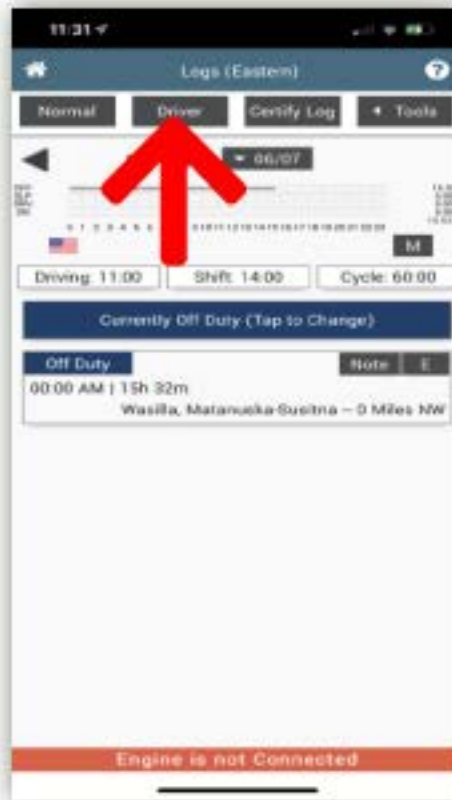 11:31
Logs (Eastern)
?
Normal Driver Certify Log Tools
06/07
M
Driving: 11:00 Shift: 14:00 Cycle: 60:00
Currently Off Duty (Tap to Change)
Off Duty Note E
00:00 AM | 15h 32m
Wasilla, Matanuska-Susitna – 0 Miles NW
Engine is not Connected